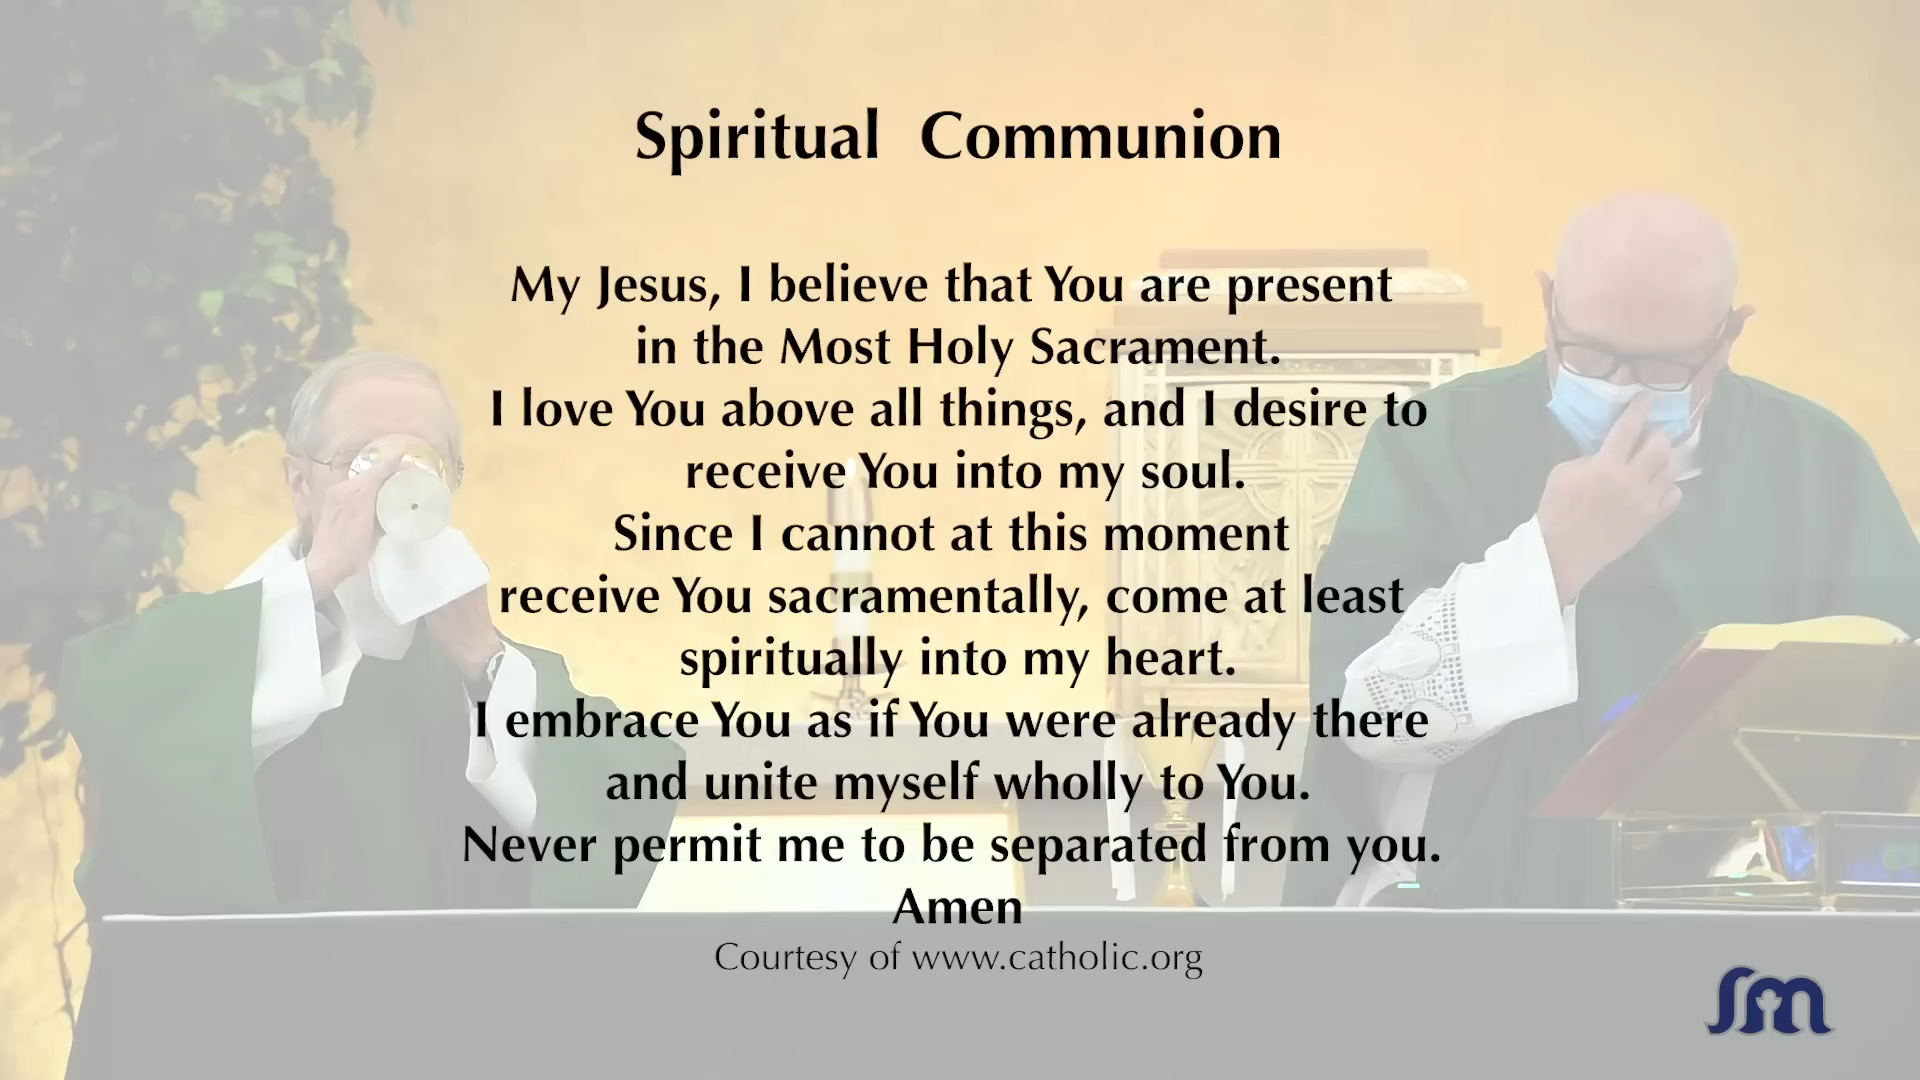 Spiritual Communion
My Jesus, I believe that You are present
in the Most Holy Sacrament.
I love You above all things, and I desire to
receive You into my soul.
Since I cannot at this moment
receive You sacramentally, come at least
spiritually into my heart.
I embrace You as if You were already there
and unite myself wholly to You.
Never permit me to be separated from you.
Amen
Courtesy of www.catholic.org
sm